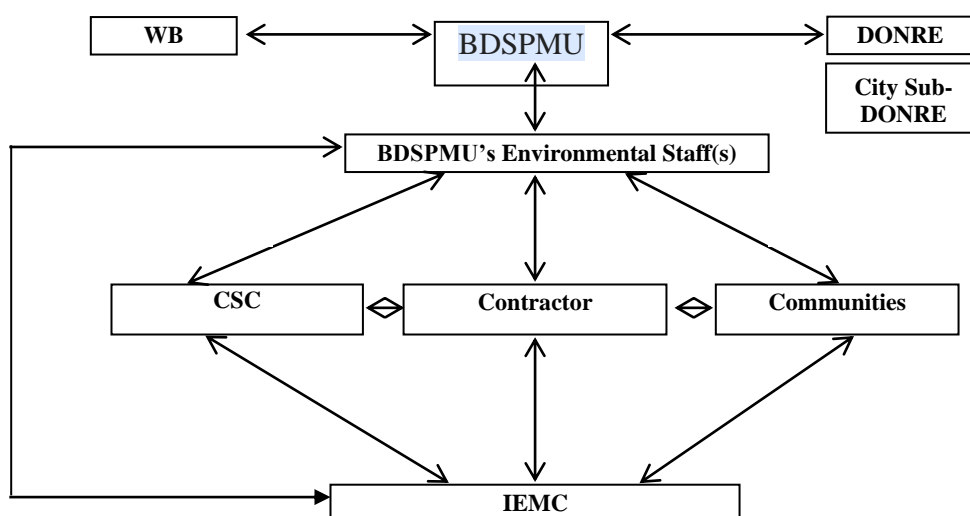 WB
BDSPMU
DONRE
City Sub-
DONRE
BDSPMU's Environmental Staff(s)
CSC
Contractor
Communities
IEMC